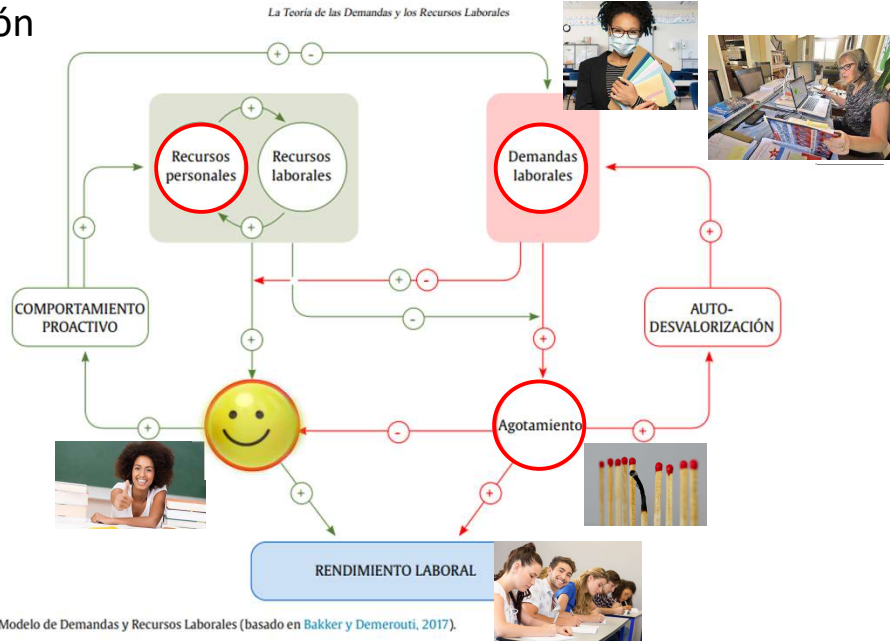 ón
La Teoría de las Demandas y los Recursos Laborales
+ -
+
Recursos
personales
Recursos
laborales
Demandas
laborales
+
+
+
+ -
COMPORTAMIENTO
PROACTIVO
AUTO-
DESVALORIZACIÓN
-
+
+
+
-
Agotamiento
+
+
+
RENDIMIENTO LABORAL
Modelo de Demandas y Recursos Laborales (basado en Bakker y Demerouti, 2017).